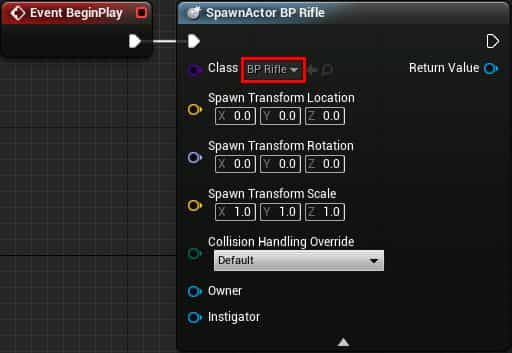 Event BeginPlay
SpawnActor BP Rifle
Class BP Rifle Return Value
Spawn Transform Location
X 0.0 Y 0.0 Z 0.0
Spawn Transform Rotation
X 0.0 Y 0.0 Z 0.0
Spawn Transform Scale
X 1.0 Y 1.0 Z 1.0
Collision Handling Override
Default
Owner
Instigator